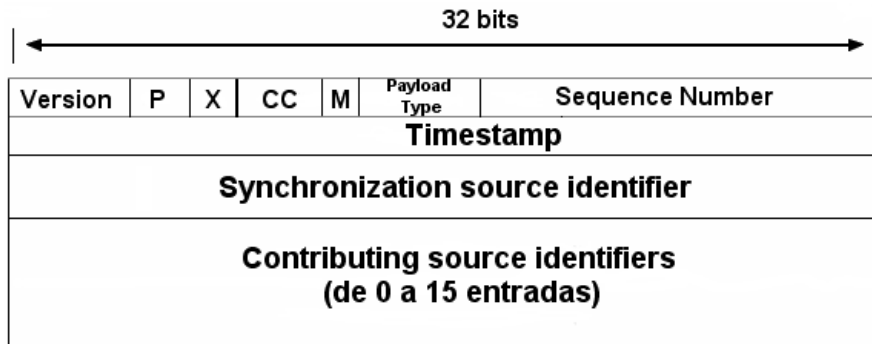 32 bits
Version P X CC M Payload Type Sequence Number
Timestamp
Synchronization source identifier
Contributing source identifiers
(de 0 a 15 entradas)